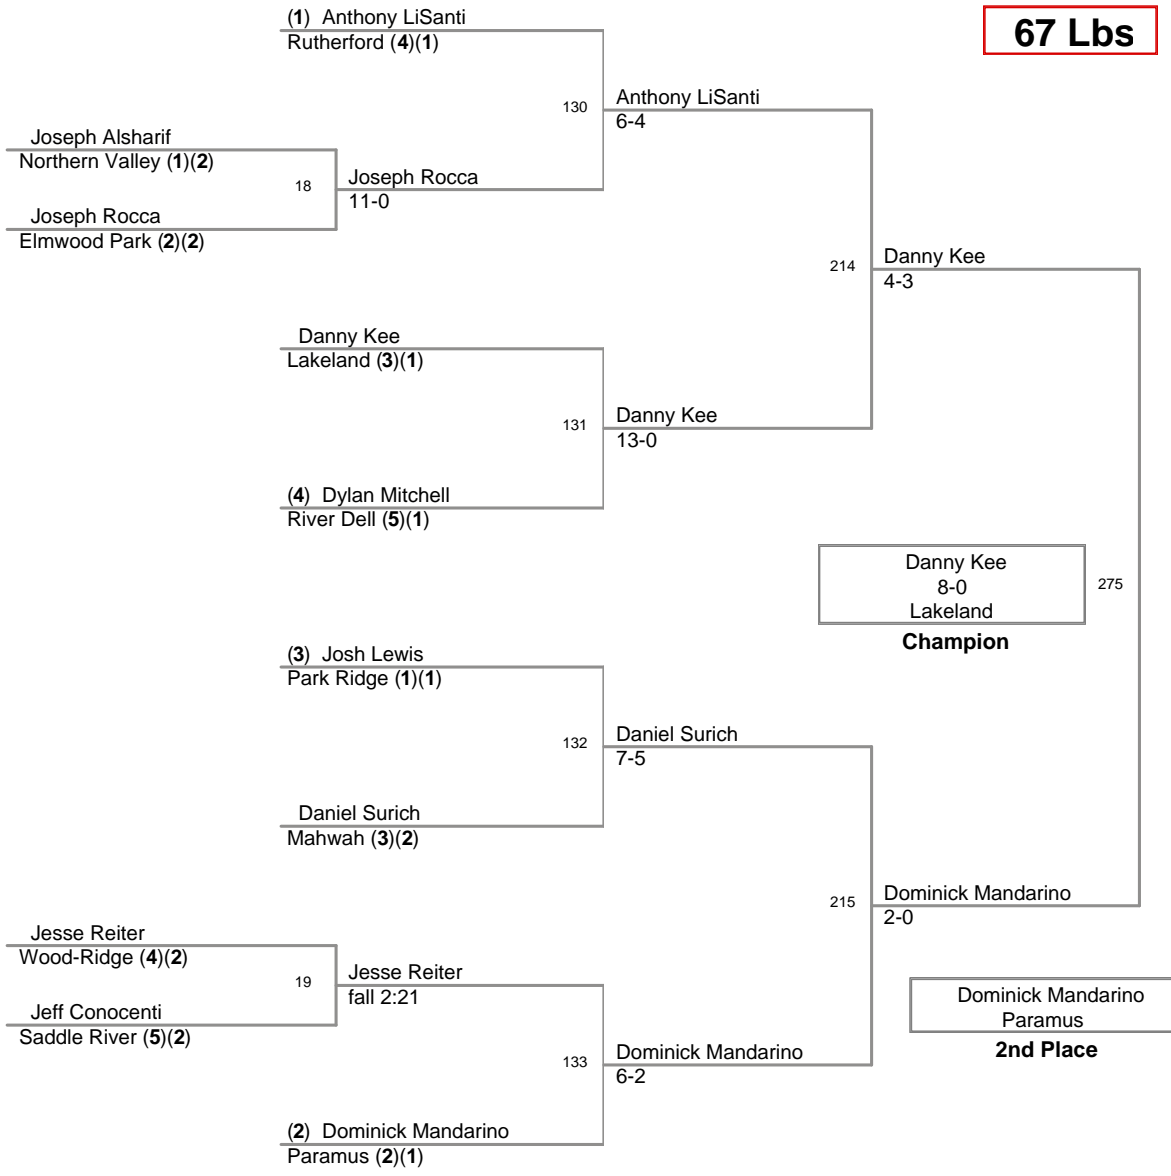 (1) Anthony LiSanti
67 Lbs
Rutherford (4)(1)
130
Anthony LiSanti
6-4
Joseph Alsharif
Northern Valley (1)(2)
18
Joseph Rocca
11-0
Joseph Rocca
Elmwood Park (2)(2)
214
Danny Kee
4-3
Danny Kee
Lakeland (3)(1)
131
Danny Kee
13-0
(4) Dylan Mitchell
River Dell (5)(1)
Danny Kee
8-0
Lakeland
275
Champion
(3) Josh Lewis
Park Ridge (1)(1)
132
Daniel Surich
7-5
Daniel Surich
Mahwah (3)(2)
215
Dominick Mandarino
2-0
Jesse Reiter
Wood-Ridge (4)(2)
19
Jesse Reiter
fall 2:21
Jeff Conocenti
Saddle River (5)(2)
Dominick Mandarino
Paramus
2nd Place
133
Dominick Mandarino
6-2
(2) Dominick Mandarino
Paramus (2)(1)